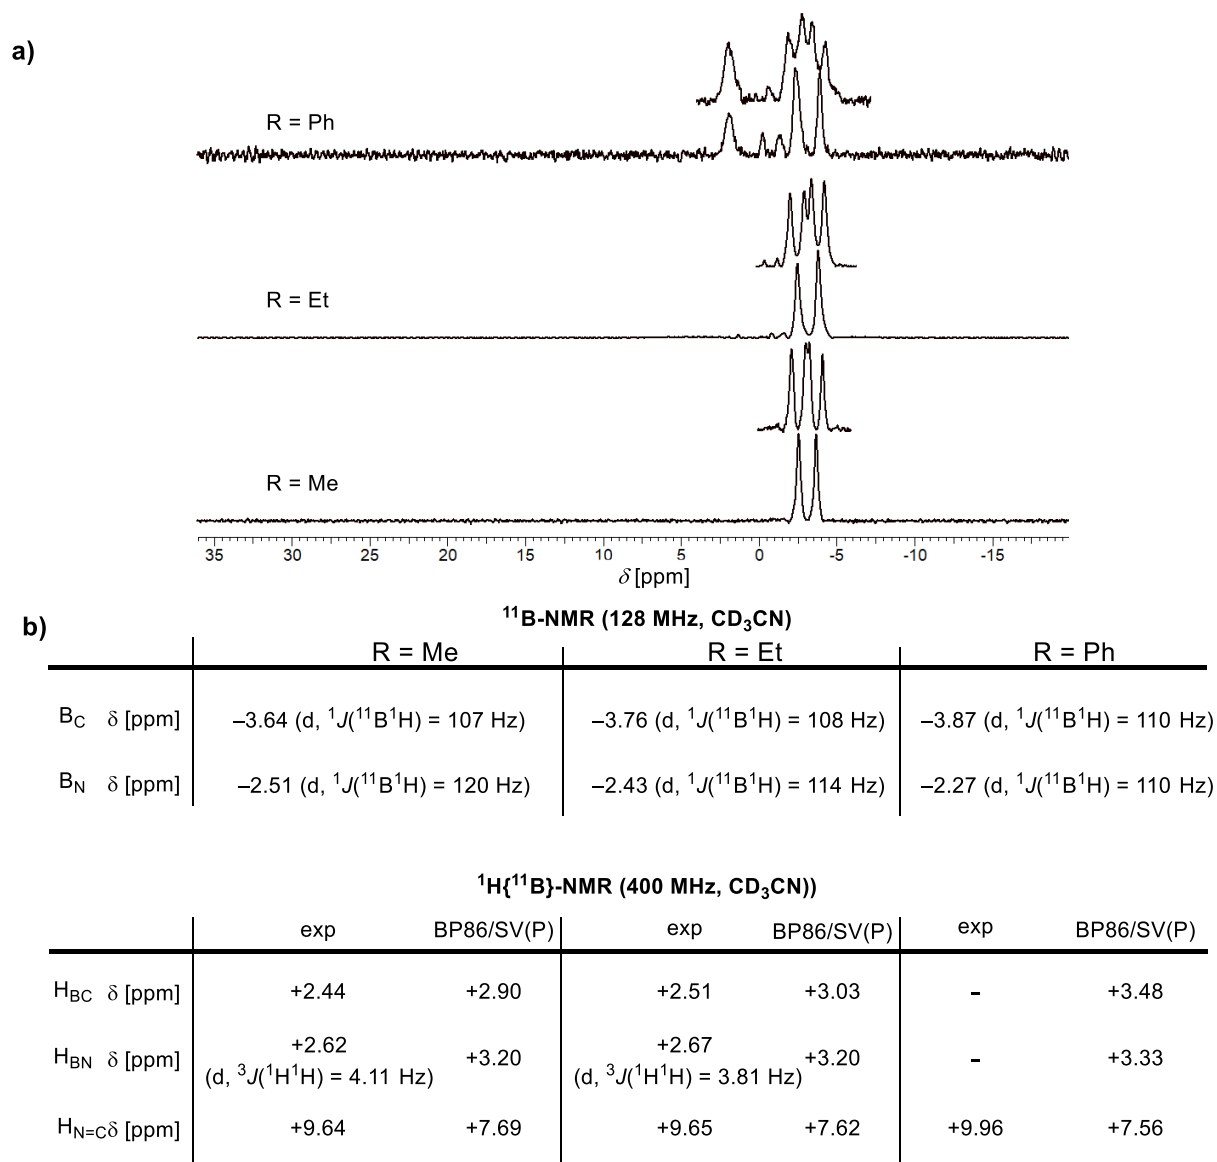 a)
R = Ph
R = Et
R = Me
35 30 25 20 15 10 5 0 -5 -10 -15
δ [ppm]
b)
¹¹B-NMR (128 MHz, CD₃CN)
R = Me R = Et R = Ph
B_C δ [ppm] –3.64 (d, ¹J(¹¹B¹H) = 107 Hz) –3.76 (d, ¹J(¹¹B¹H) = 108 Hz) –3.87 (d, ¹J(¹¹B¹H) = 110 Hz)
B_N δ [ppm] –2.51 (d, ¹J(¹¹B¹H) = 120 Hz) –2.43 (d, ¹J(¹¹B¹H) = 114 Hz) –2.27 (d, ¹J(¹¹B¹H) = 110 Hz)
¹H{¹¹B}-NMR (400 MHz, CD₃CN))
exp BP86/SV(P) exp BP86/SV(P) exp BP86/SV(P)
H_BC δ [ppm] +2.44 +2.90 +2.51 +3.03 – +3.48
H_BN δ [ppm] +2.62 +3.20 +2.67 +3.20 – +3.33
(d, ³J(¹H¹H) = 4.11 Hz) (d, ³J(¹H¹H) = 3.81 Hz)
H_N=C δ [ppm] +9.64 +7.69 +9.65 +7.62 +9.96 +7.56